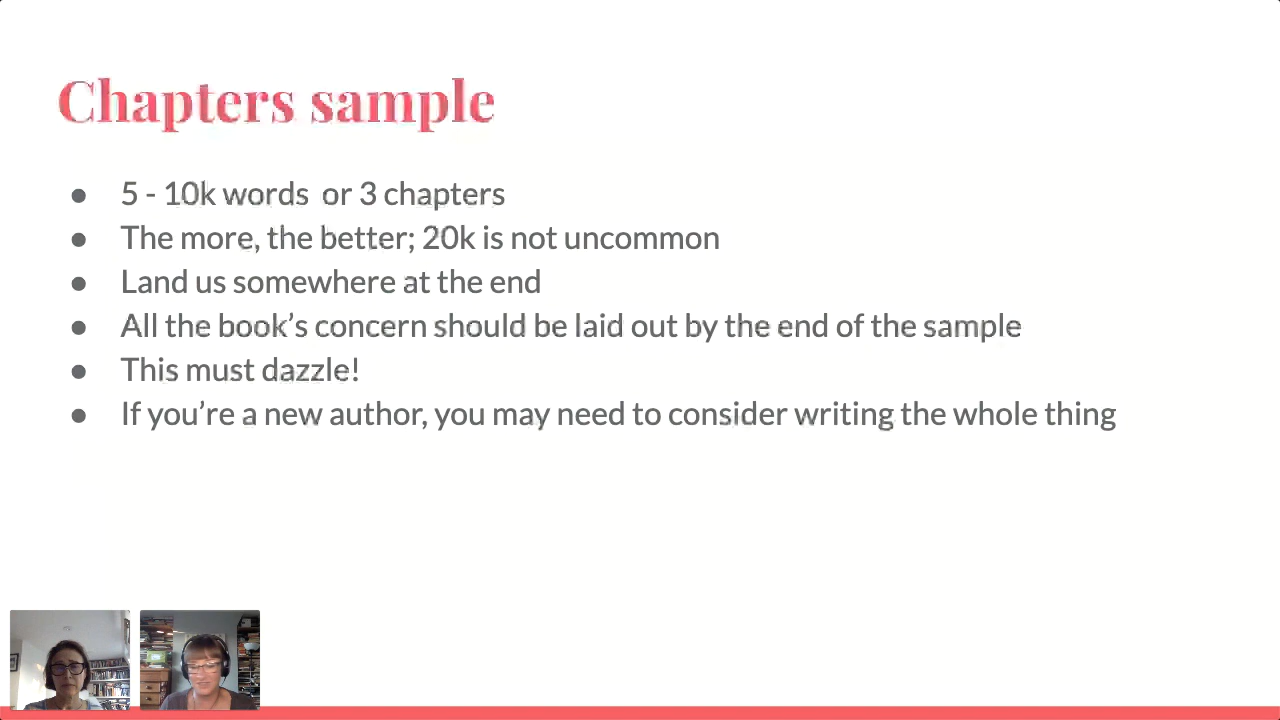 Chapters sample
● 5 - 10k words or 3 chapters
● The more, the better; 20k is not uncommon
● Land us somewhere at the end
● All the book’s concern should be laid out by the end of the sample
● This must dazzle!
● If you’re a new author, you may need to consider writing the whole thing